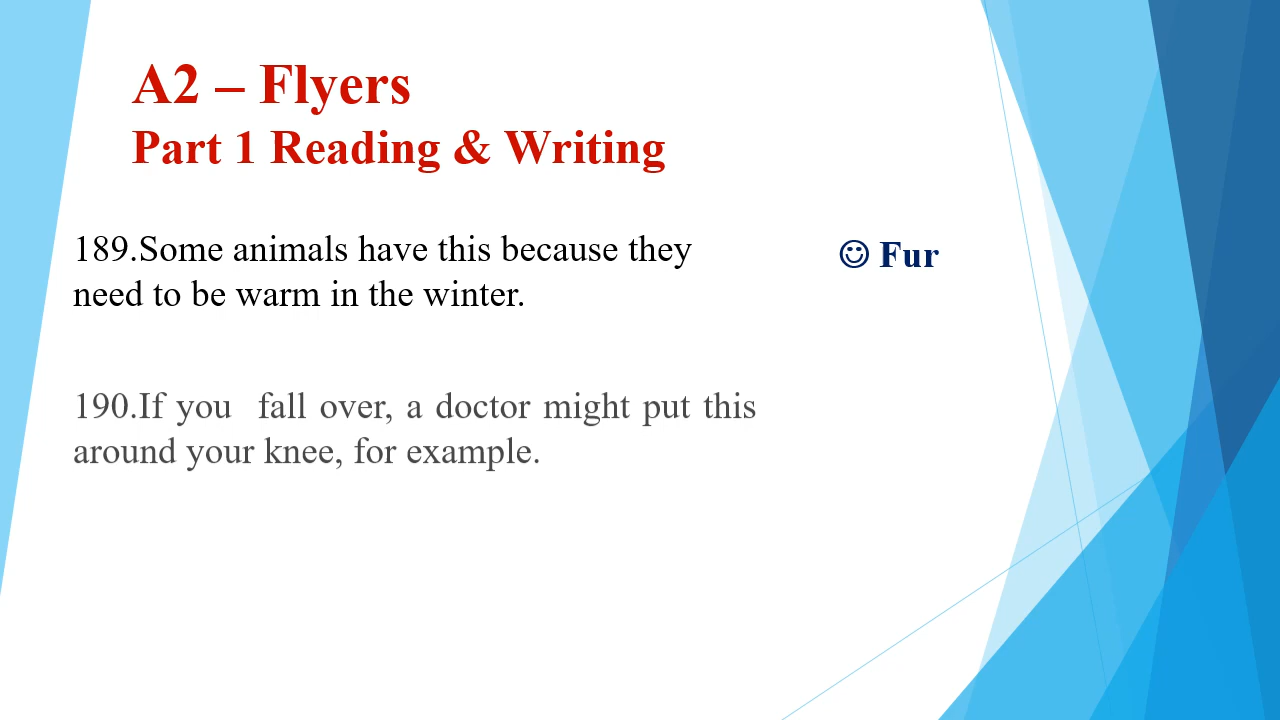 A2 – Flyers
Part 1 Reading & Writing
189.Some animals have this because they
need to be warm in the winter.
☺ Fur
190.If you  fall over, a doctor might put this
around your knee, for example.